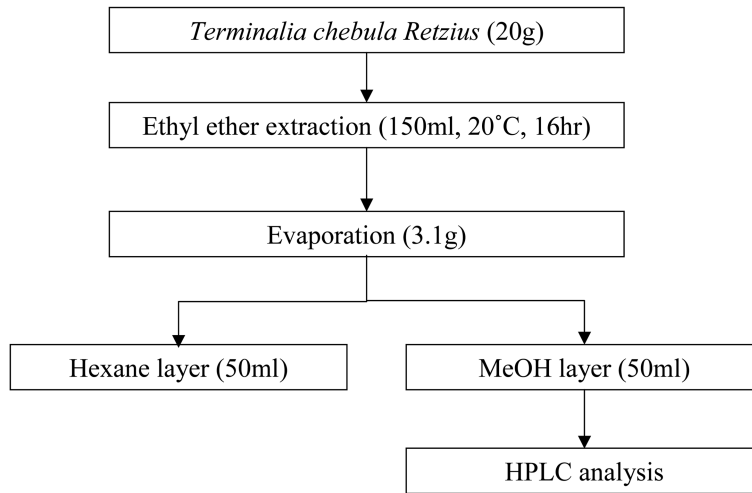 Terminalia chebula Retzius (20g)
Ethyl ether extraction (150ml, 20˚C, 16hr)
Evaporation (3.1g)
Hexane layer (50ml)
MeOH layer (50ml)
HPLC analysis